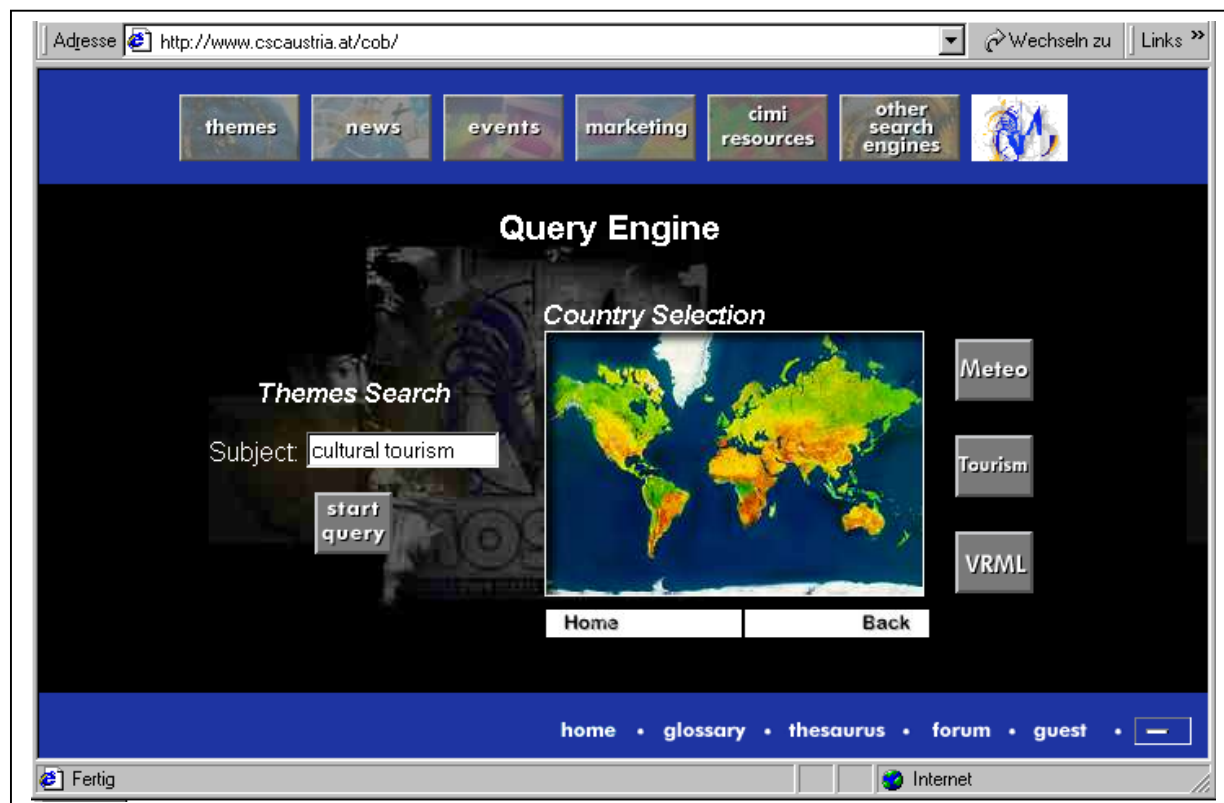 Adresse http://www.cscaustria.at/cob/ Wechseln zu Links »
themes news events marketing cimi resources other search engines
Query Engine
Country Selection
Themes Search
Subject: cultural tourism
start query
Meteo
Tourism
VRML
Home Back
home • glossary • thesaurus • forum • guest •
Fertig Internet